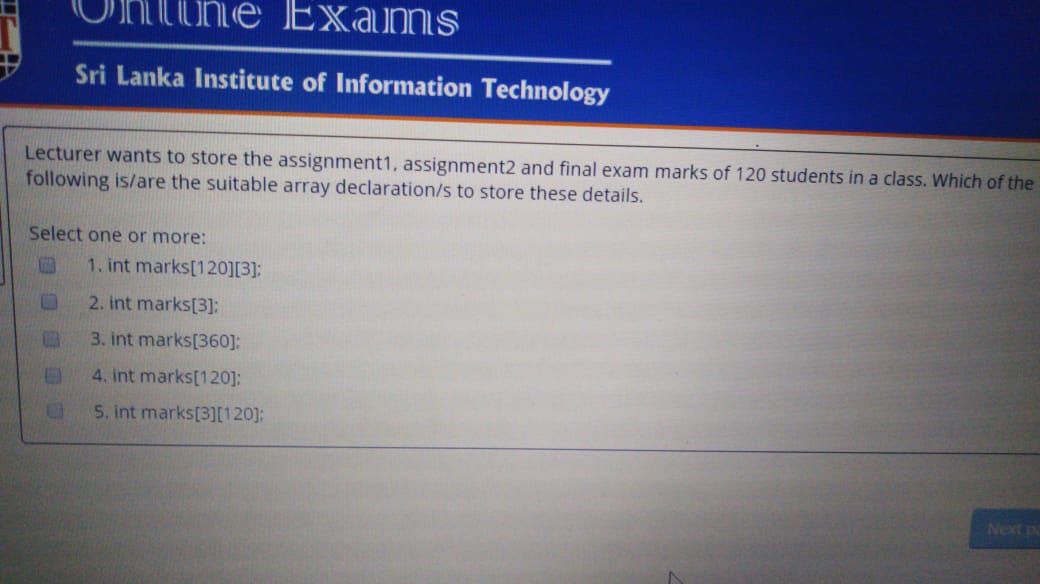 Online Exams
Sri Lanka Institute of Information Technology
Lecturer wants to store the assignment1, assignment2 and final exam marks of 120 students in a class. Which of the
following is/are the suitable array declaration/s to store these details.
Select one or more:
1. int marks[120][3];
2. int marks[3];
3. int marks[360];
4. int marks[120];
5. int marks[3][120];
Next